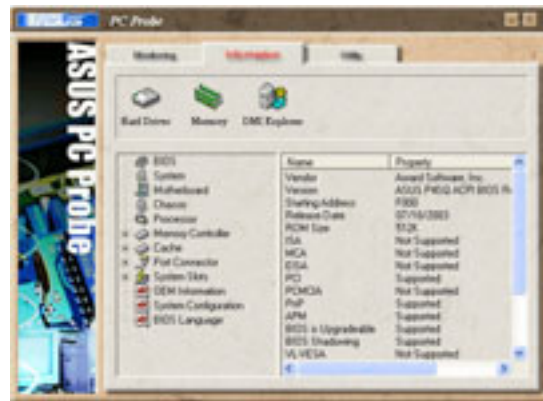 PC Probe
ASUS PC Probe
Monitoring
Information
Utility
Hard Drives
Memory
DMI Explorer
BIOS
System
Motherboard
Chassis
Processor
Memory Controller
Cache
Port Connector
System Slots
OEM Information
System Configuration
BIOS Language
Name Property
Vendor Award Software, Inc.
Version ASUS ACPI BIOS
Starting Address F000
Release Date 07/16/2003
ROM Size 512K
ISA Not Supported
MCA Not Supported
EISA Not Supported
PCI Supported
PCMCIA Not Supported
PnP Supported
APM Supported
BIOS is Upgradeable Supported
BIOS Shadowing Supported
VL-VESA Not Supported